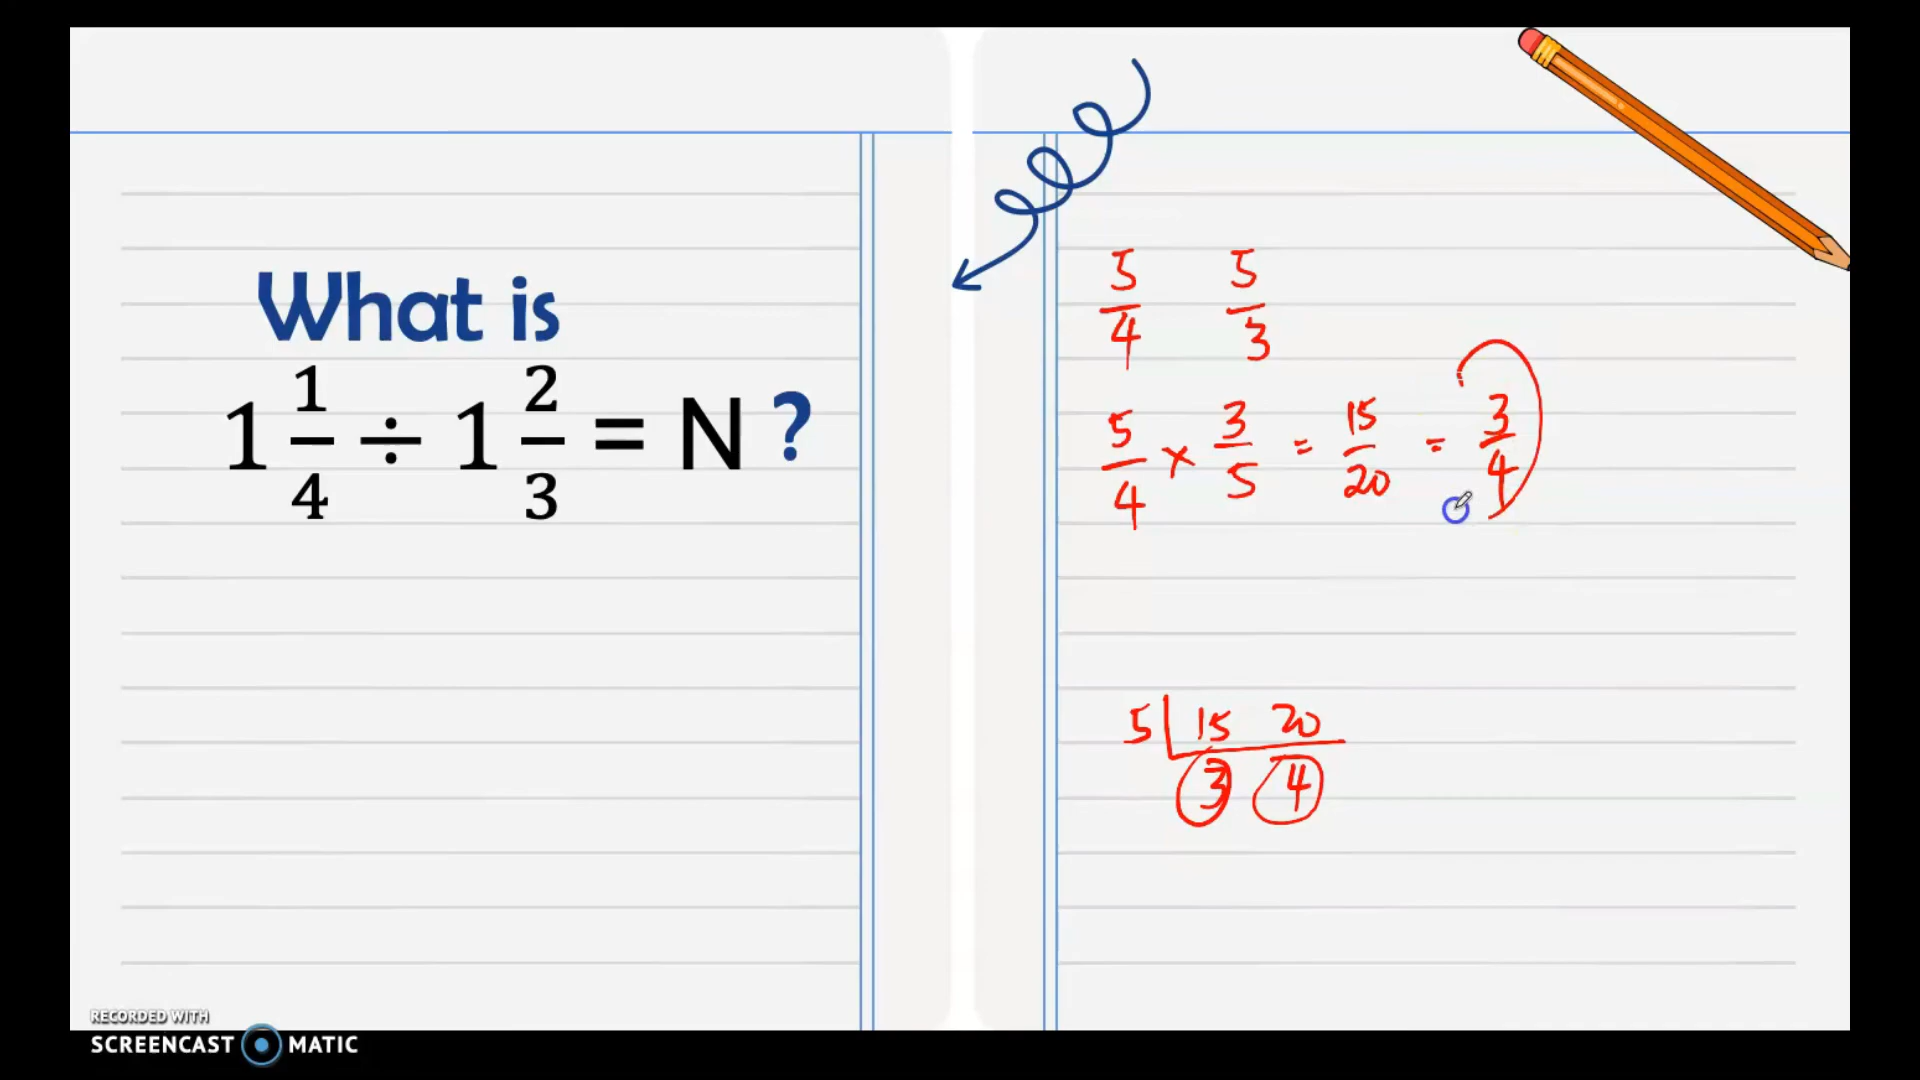 What is
1 1/4 ÷ 1 2/3 = N ?
5/4 5/3
5/4 × 3/5 = 15/20 = 3/4
5 | 15 20
3 4
RECORDED WITH
SCREENCAST MATIC